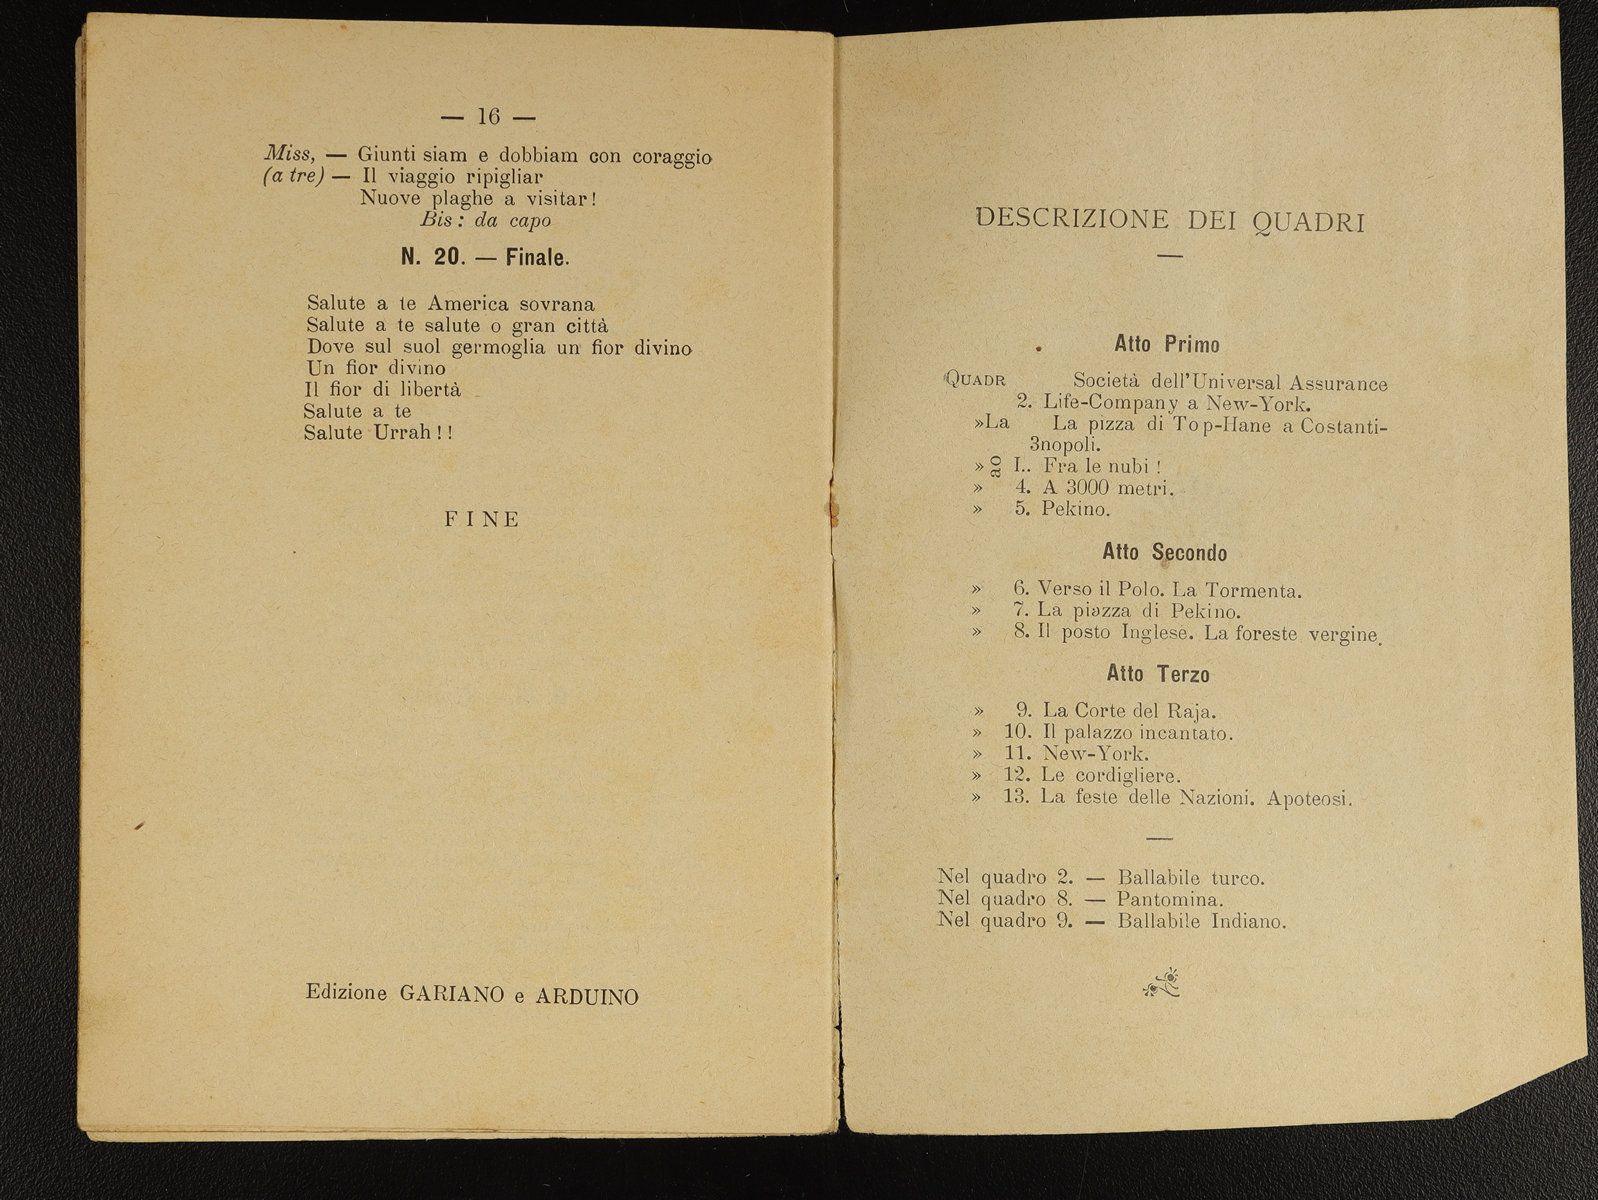 — 16 —
Miss, — Giunti siam e dobbiam con coraggio
(a tre) — Il viaggio ripigliar
Nuove plaghe a visitar!
Bis: da capo
N. 20. — Finale.
Salute a te America sovrana
Salute a te salute o gran città
Dove sul suol germoglia un fior divino
Un fior divino
Il fior di libertà
Salute a te
Salute Urrah!!
FINE
Edizione GARIANO e ARDUINO
DESCRIZIONE DEI QUADRI
—
Atto Primo
QUADR Società dell'Universal Assurance
2. Life-Company a New-York.
»La La pizza di Top-Hane a Costanti-
3nopoli.
» ao I.. Fra le nubi!
» 4. A 3000 metri.
» 5. Pekino.
Atto Secondo
» 6. Verso il Polo. La Tormenta.
» 7. La piazza di Pekino.
» 8. Il posto Inglese. La foreste vergine.
Atto Terzo
» 9. La Corte del Raja.
» 10. Il palazzo incantato.
» 11. New-York.
» 12. Le cordigliere.
» 13. La feste delle Nazioni. Apoteosi.
—
Nel quadro 2. — Ballabile turco.
Nel quadro 8. — Pantomina.
Nel quadro 9. — Ballabile Indiano.